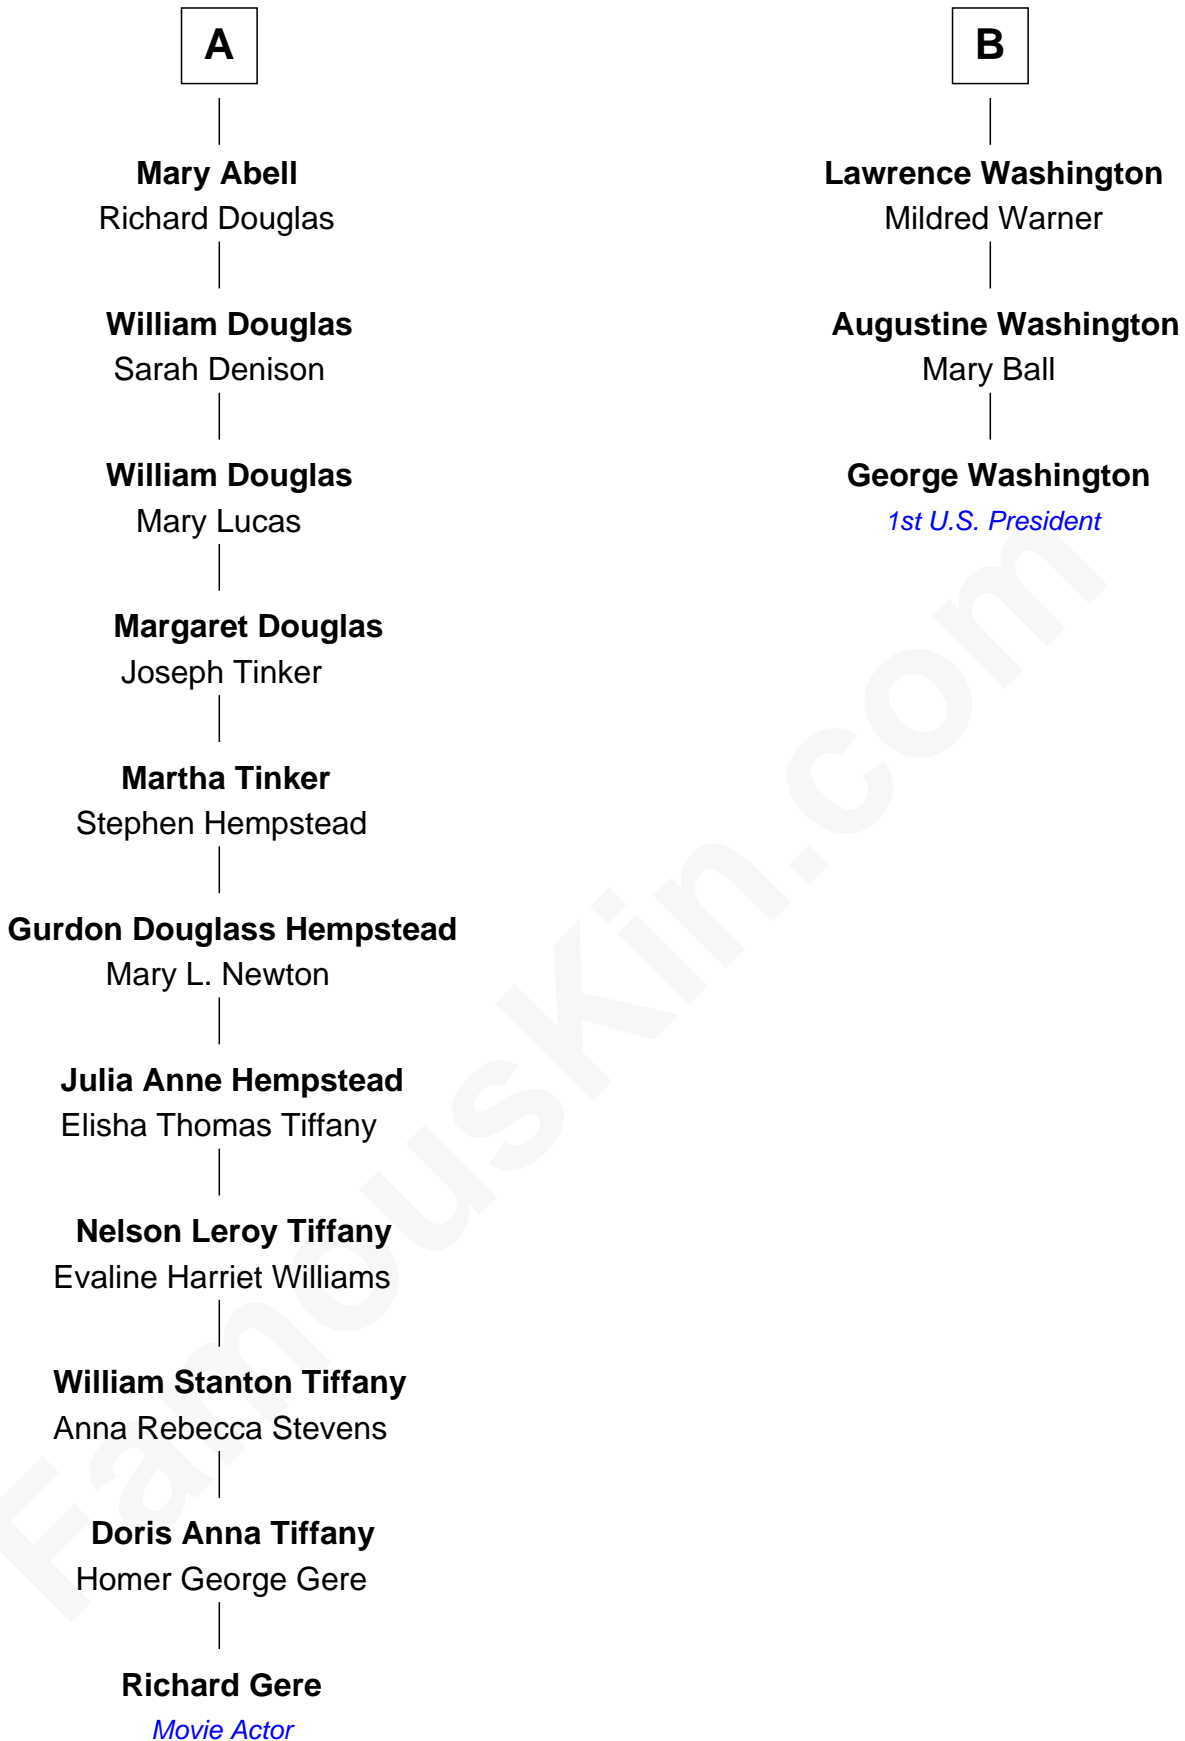 A
B
Mary Abell
Richard Douglas
Lawrence Washington
Mildred Warner
William Douglas
Sarah Denison
Augustine Washington
Mary Ball
William Douglas
Mary Lucas
George Washington
1st U.S. President
Margaret Douglas
Joseph Tinker
Martha Tinker
Stephen Hempstead
Gurdon Douglass Hempstead
Mary L. Newton
Julia Anne Hempstead
Elisha Thomas Tiffany
Nelson Leroy Tiffany
Evaline Harriet Williams
William Stanton Tiffany
Anna Rebecca Stevens
Doris Anna Tiffany
Homer George Gere
Richard Gere
Movie Actor
FamousKin.com